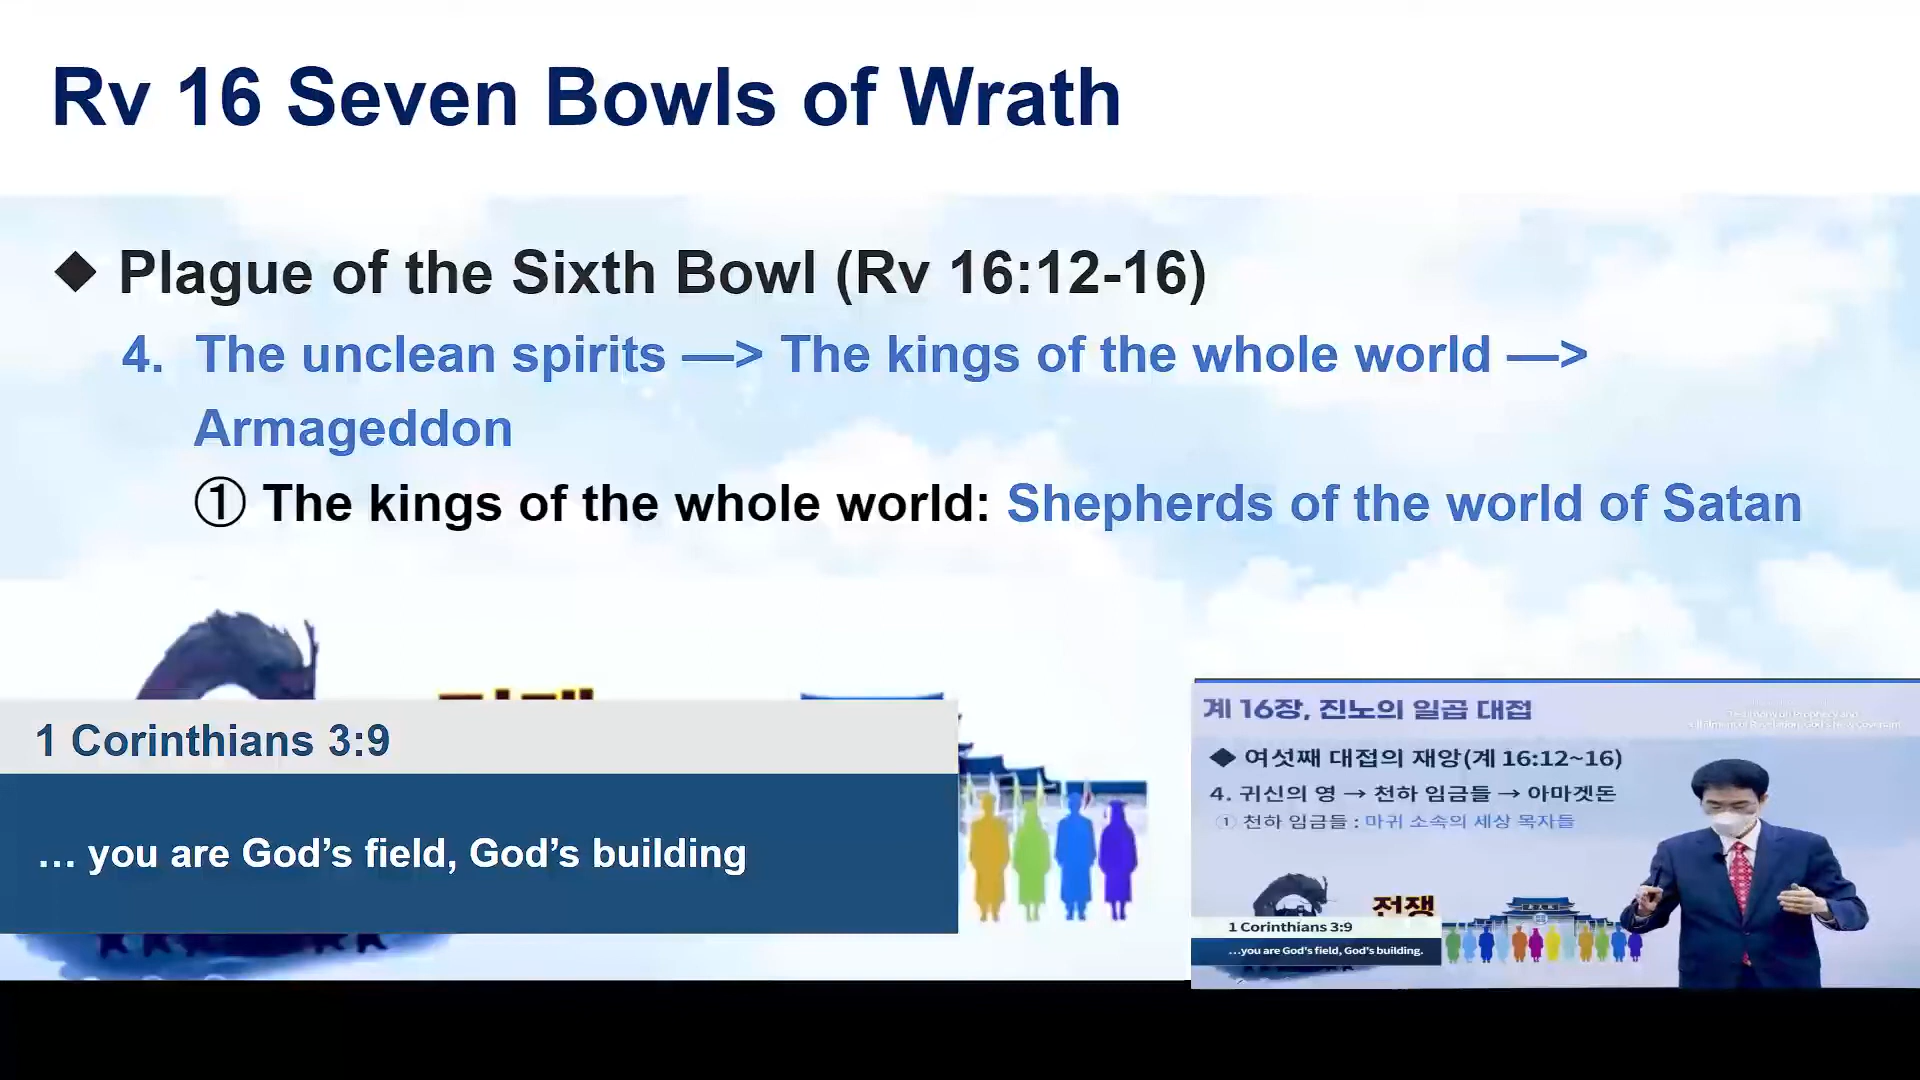 Rv 16 Seven Bowls of Wrath
◆ Plague of the Sixth Bowl (Rv 16:12-16)
4. The unclean spirits —> The kings of the whole world —>
Armageddon
① The kings of the whole world: Shepherds of the world of Satan
1 Corinthians 3:9
… you are God’s field, God’s building
계 16장, 진노의 일곱 대접
◆ 여섯째 대접의 재앙(계 16:12~16)
4. 귀신의 영 → 천하 임금들 → 아마겟돈
① 천하 임금들 : 마귀 소속의 세상 목자들
전쟁
1 Corinthians 3:9
…you are God’s field, God’s building.